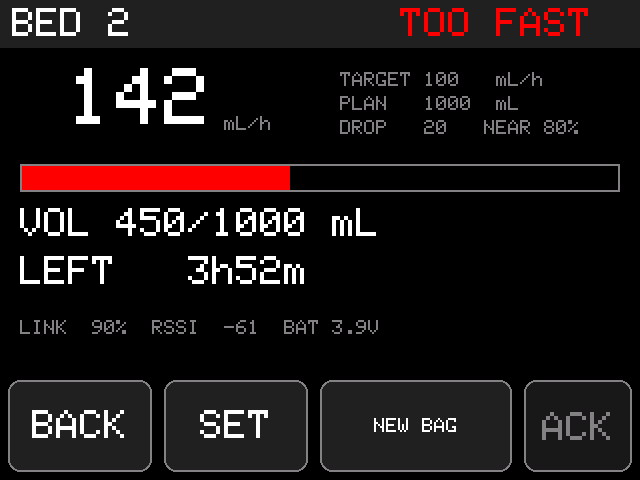 BED 2 TOO FAST
142 mL/h
TARGET 100 mL/h
PLAN 1000 mL
DROP 20 NEAR 80%
VOL 450/1000 mL
LEFT 3h52m
LINK 90% RSSI -61 BAT 3.9V
BACK SET NEW BAG ACK